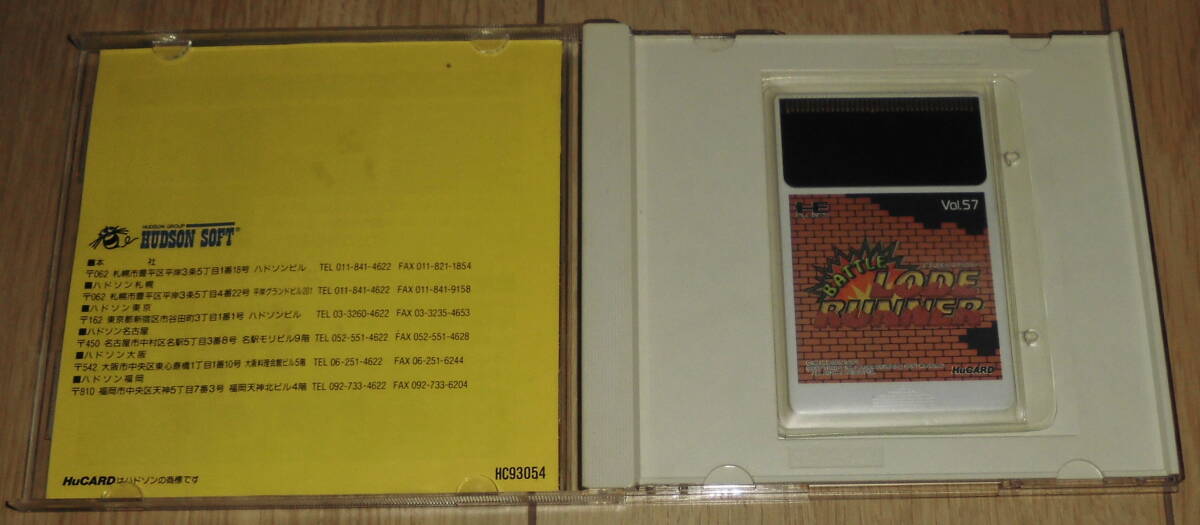 HUDSON GROUP
HUDSON SOFT
■本　　　社
〒062 札幌市豊平区平岸3条5丁目1番18号 ハドソンビル TEL 011-841-4622 FAX 011-821-1854
■ハドソン札幌
〒062 札幌市豊平区平岸3条5丁目4番22号 平岸グランドビル201 TEL 011-841-4622 FAX 011-841-9158
■ハドソン東京
〒162 東京都新宿区市谷田町3丁目1番1号 ハドソンビル TEL 03-3260-4622 FAX 03-3235-4653
■ハドソン名古屋
〒450 名古屋市中村区名駅5丁目3番8号 名駅モリビル9階 TEL 052-551-4622 FAX 052-551-4628
■ハドソン大阪
〒542 大阪市中央区東心斎橋1丁目1番10号 大阪料理会館ビル5階 TEL 06-251-4622 FAX 06-251-6244
■ハドソン福岡
〒810 福岡市中央区天神5丁目7番3号 福岡天神北ビル4階 TEL 092-733-4622 FAX 092-733-6204
HuCARDはハドソンの商標です
HC93054
Vol.57
BATTLE
LODE
RUNNER
HuCARD